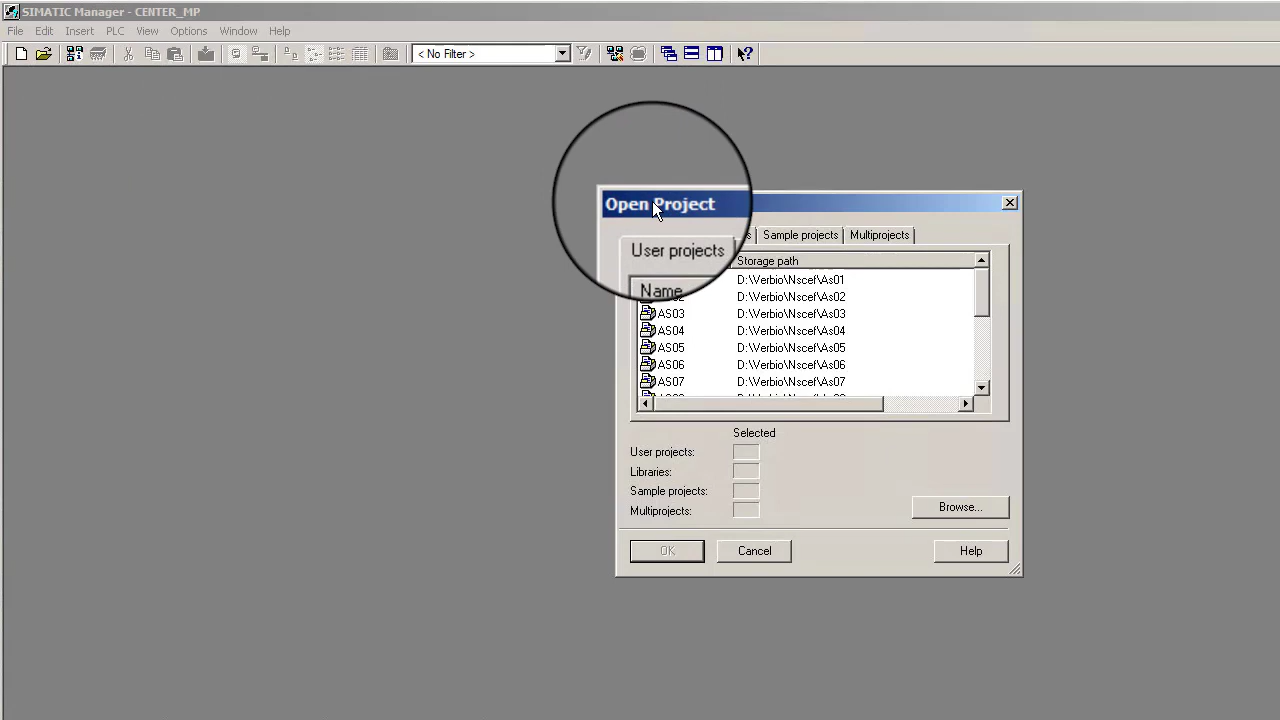 SIMATIC Manager - CENTER_MP
File Edit Insert PLC View Options Window Help
< No Filter >
Open Project
User projects Sample projects Multiprojects
Name Storage path
D:\Verbio\Nscef\As01
D:\Verbio\Nscef\As02
AS03 D:\Verbio\Nscef\As03
AS04 D:\Verbio\Nscef\As04
AS05 D:\Verbio\Nscef\As05
AS06 D:\Verbio\Nscef\As06
AS07 D:\Verbio\Nscef\As07
Selected
User projects:
Libraries:
Sample projects:
Multiprojects:
Browse...
OK Cancel Help